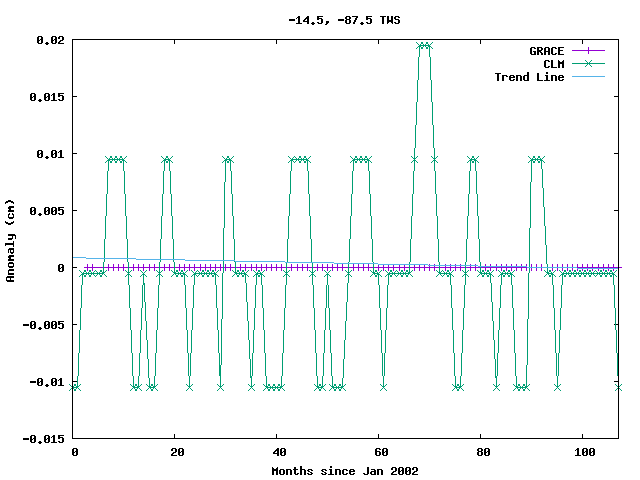 -14.5, -87.5 TWS
GRACE
CLM
Trend Line
0.02
0.015
0.01
0.005
0
-0.005
-0.01
-0.015
Anomaly (cm)
0 20 40 60 80 100
Months since Jan 2002